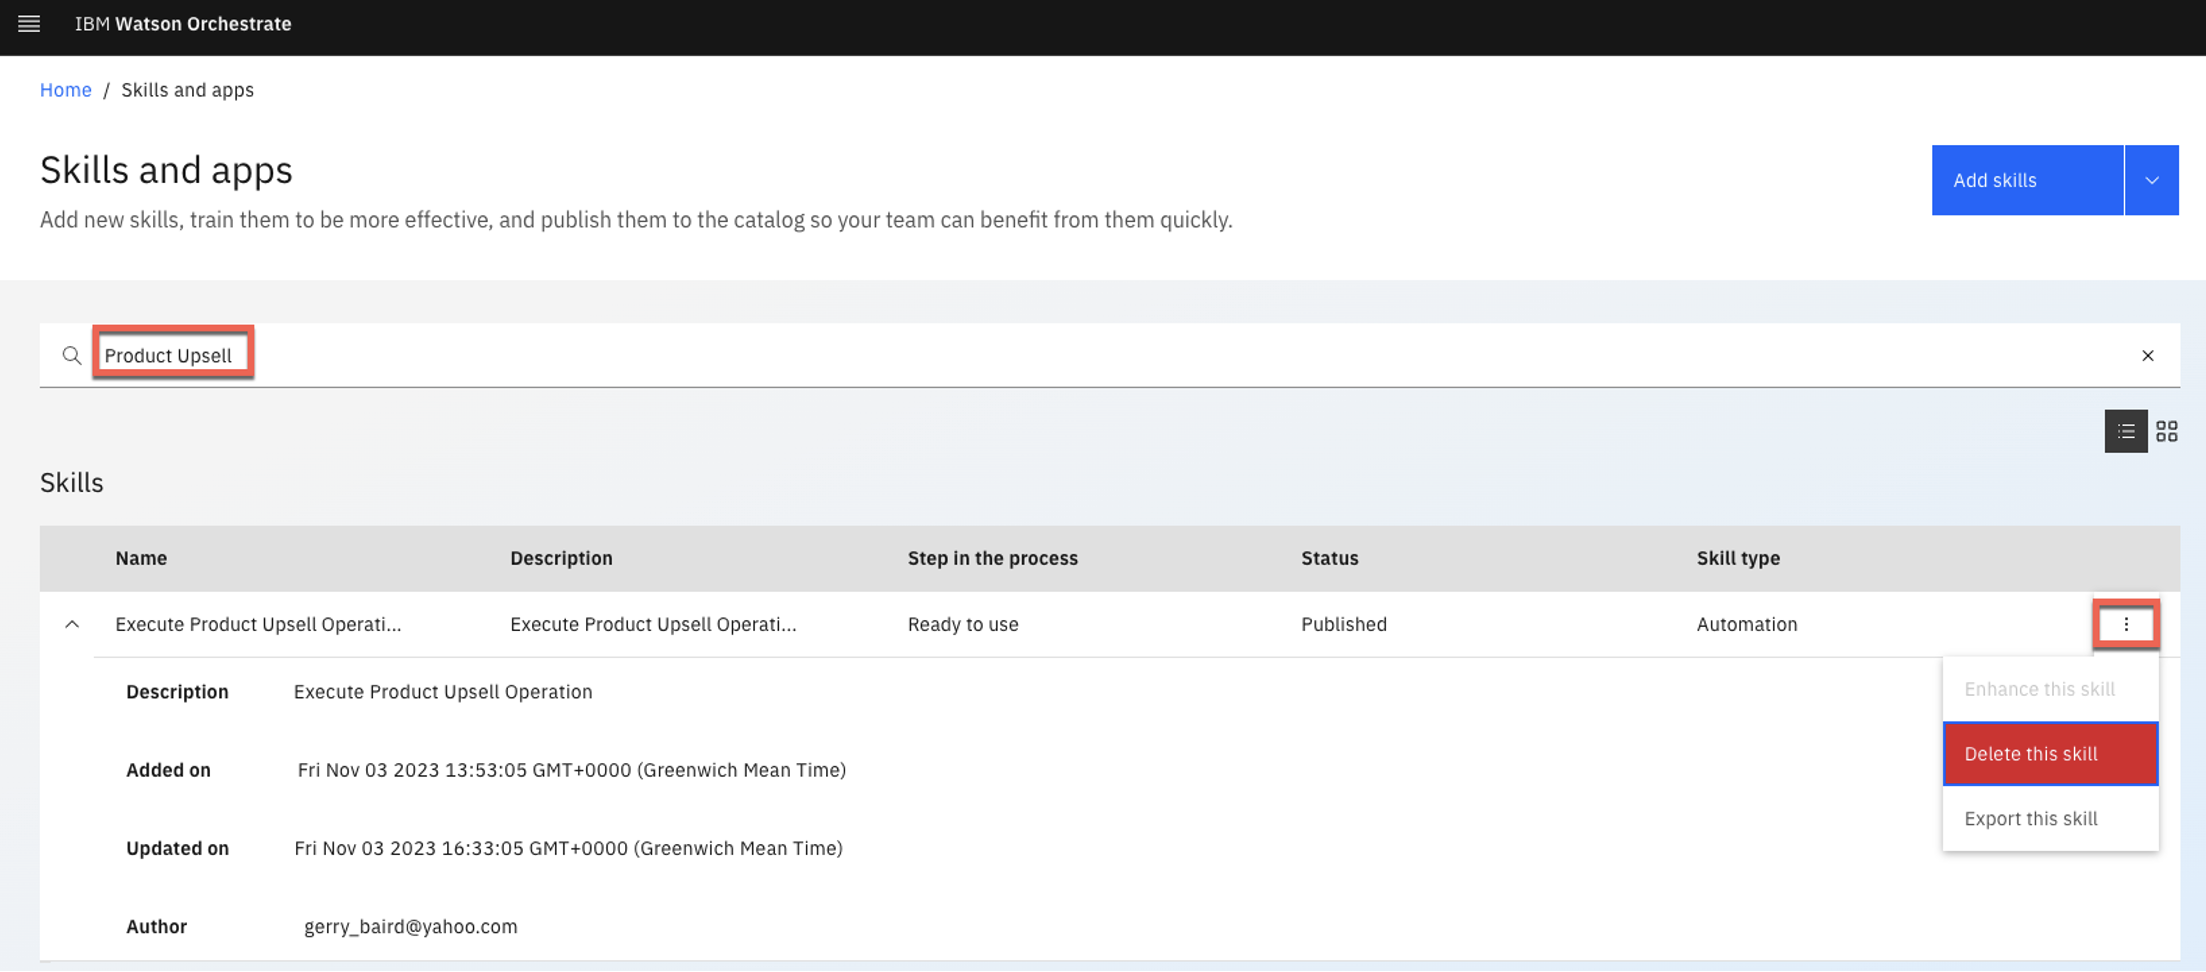 IBM Watson Orchestrate
Home / Skills and apps
Skills and apps
Add skills
Add new skills, train them to be more effective, and publish them to the catalog so your team can benefit from them quickly.
Product Upsell
Skills
Name Description Step in the process Status Skill type
Execute Product Upsell Operati... Execute Product Upsell Operati... Ready to use Published Automation
Description Execute Product Upsell Operation
Enhance this skill
Delete this skill
Added on Fri Nov 03 2023 13:53:05 GMT+0000 (Greenwich Mean Time)
Export this skill
Updated on Fri Nov 03 2023 16:33:05 GMT+0000 (Greenwich Mean Time)
Author gerry_baird@yahoo.com